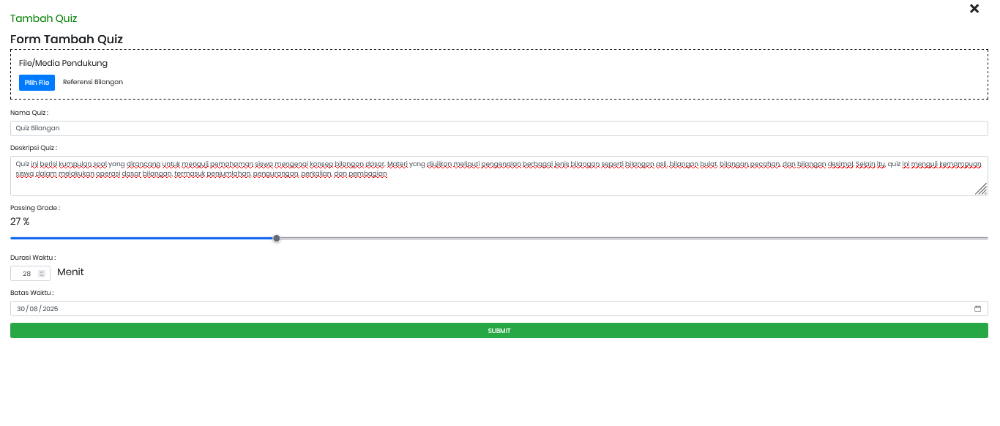 Tambah Quiz
Form Tambah Quiz
File/Media Pendukung
Pilih File Referensi Bilangan
Nama Quiz :
Quiz Bilangan
Deskripsi Quiz :
Quiz ini berisi kumpulan soal yang dirancang untuk menguji pemahaman siswa mengenai konsep bilangan dasar. Materi yang diujikan meliputi pengenalan berbagai jenis bilangan seperti bilangan asli, bilangan bulat, bilangan pecahan, dan bilangan desimal. Selain itu, quiz ini menguji kemampuan
siswa dalam melakukan operasi dasar bilangan, termasuk penjumlahan, pengurangan, perkalian, dan pembagian
Passing Grade :
27 %
Durasi Waktu :
28 Menit
Batas Waktu :
30/08/2025
SUBMIT